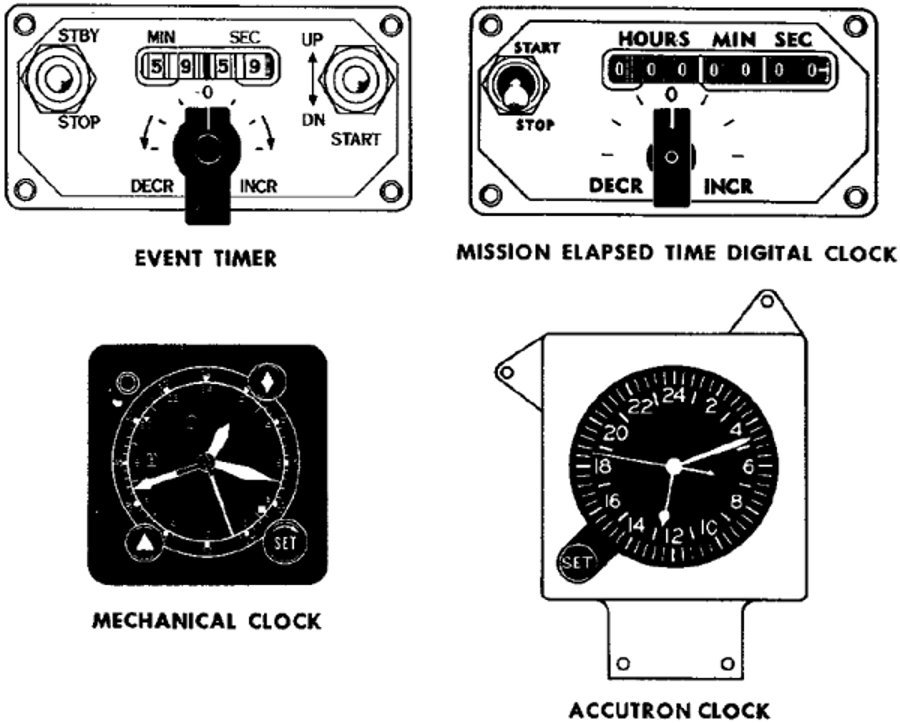 STBY MIN SEC UP
5 9 5 9
STOP DN
START
0
DECR INCR
EVENT TIMER
START HOURS MIN SEC
0 0 0 0 0 0 0
STOP 0
DECR INCR
MISSION ELAPSED TIME DIGITAL CLOCK
SET
MECHANICAL CLOCK
24
22 2
20 4
18 6
16 8
14 10
12
SET
ACCUTRON CLOCK